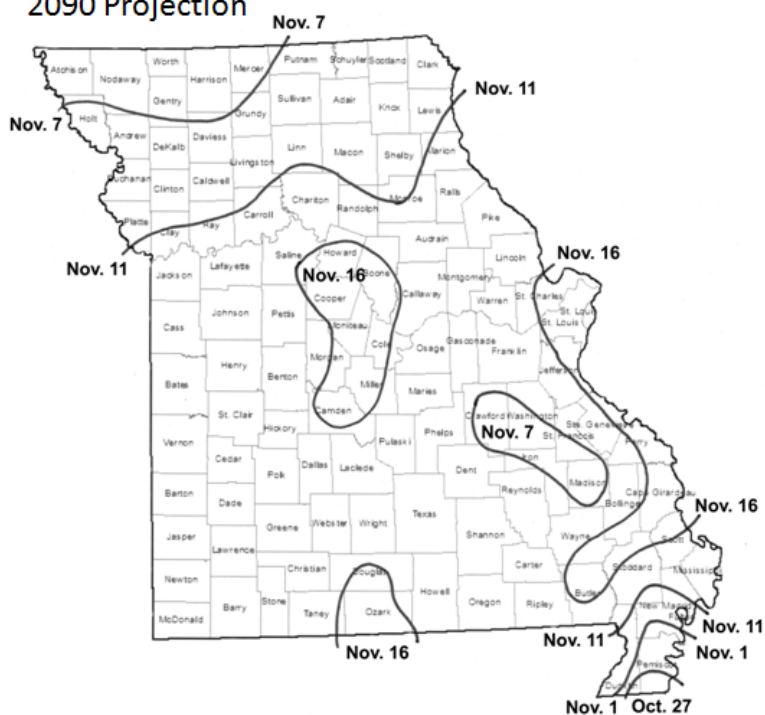 2090 Projection
Nov. 7
Atchison Nodaway Worth Harrison Mercer Putnam Schuyler Scotland Clark
Gentry Sullivan Adair Knox Lewis
Nov. 11
Nov. 7
Holt Andrew DeKalb Daviess Grundy
Linn Macon Shelby Marion
Buchanan Clinton Caldwell Livingston
Chariton Randolph Monroe Ralls
Platte Clay Ray Carroll
Pike
Audrain
Nov. 11
Jackson Lafayette Saline Howard Boone
Nov. 16
Nov. 16
Callaway Montgomery Lincoln
Warren St. Charles
Cooper
Johnson Pettis Moniteau
St. Louis
Cass
Cole Osage Gasconade Franklin
Henry Morgan
Jefferson
Bates Benton Miller Maries
St. Clair Camden
Crawford Washington
Hickory
Nov. 7
St. Francois
Ste. Genevieve
Perry
Vernon Cedar Polk Dallas Laclede Pulaski Phelps
Dent
Madison
Barton Dade
Reynolds
Bollinger
Cape Girardeau
Nov. 16
Greene Webster Wright Texas
Jasper Lawrence
Shannon
Wayne
Scott
Christian Douglas
Carter
Stoddard Mississippi
Newton
Butler
Howell
Barry Stone Taney Ozark
Oregon Ripley
McDonald
New Madrid
Nov. 16
Nov. 11
Nov. 11
Nov. 1
Pemiscot
Nov. 1 Oct. 27